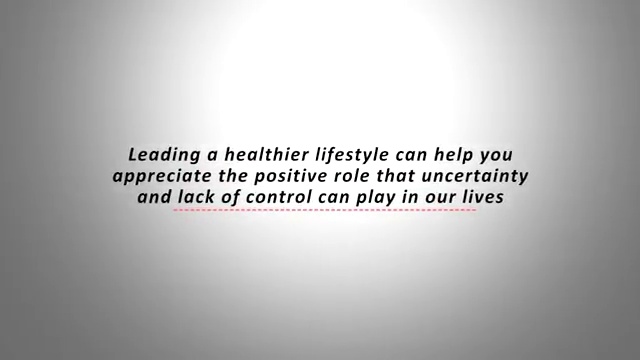 Leading a healthier lifestyle can help you
appreciate the positive role that uncertainty
and lack of control can play in our lives